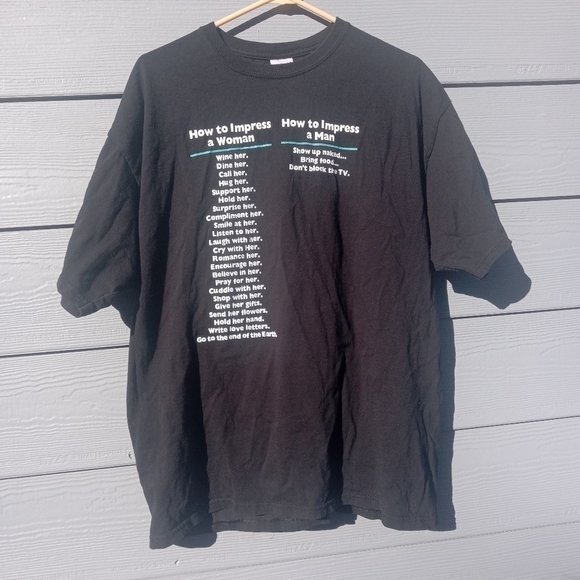 How to Impress
a Woman
Wine her.
Dine her.
Call her.
Hug her.
Support her.
Hold her.
Surprise her.
Compliment her.
Smile at her.
Listen to her.
Laugh with her.
Cry with Her.
Romance her.
Encourage her.
Believe in her.
Pray for her.
Cuddle with her.
Shop with her.
Give her gifts.
Send her flowers.
Hold her hand.
Write love letters.
Go to the end of the Earth
How to Impress
a Man
Show up naked...
Bring food...
Don't block the TV.